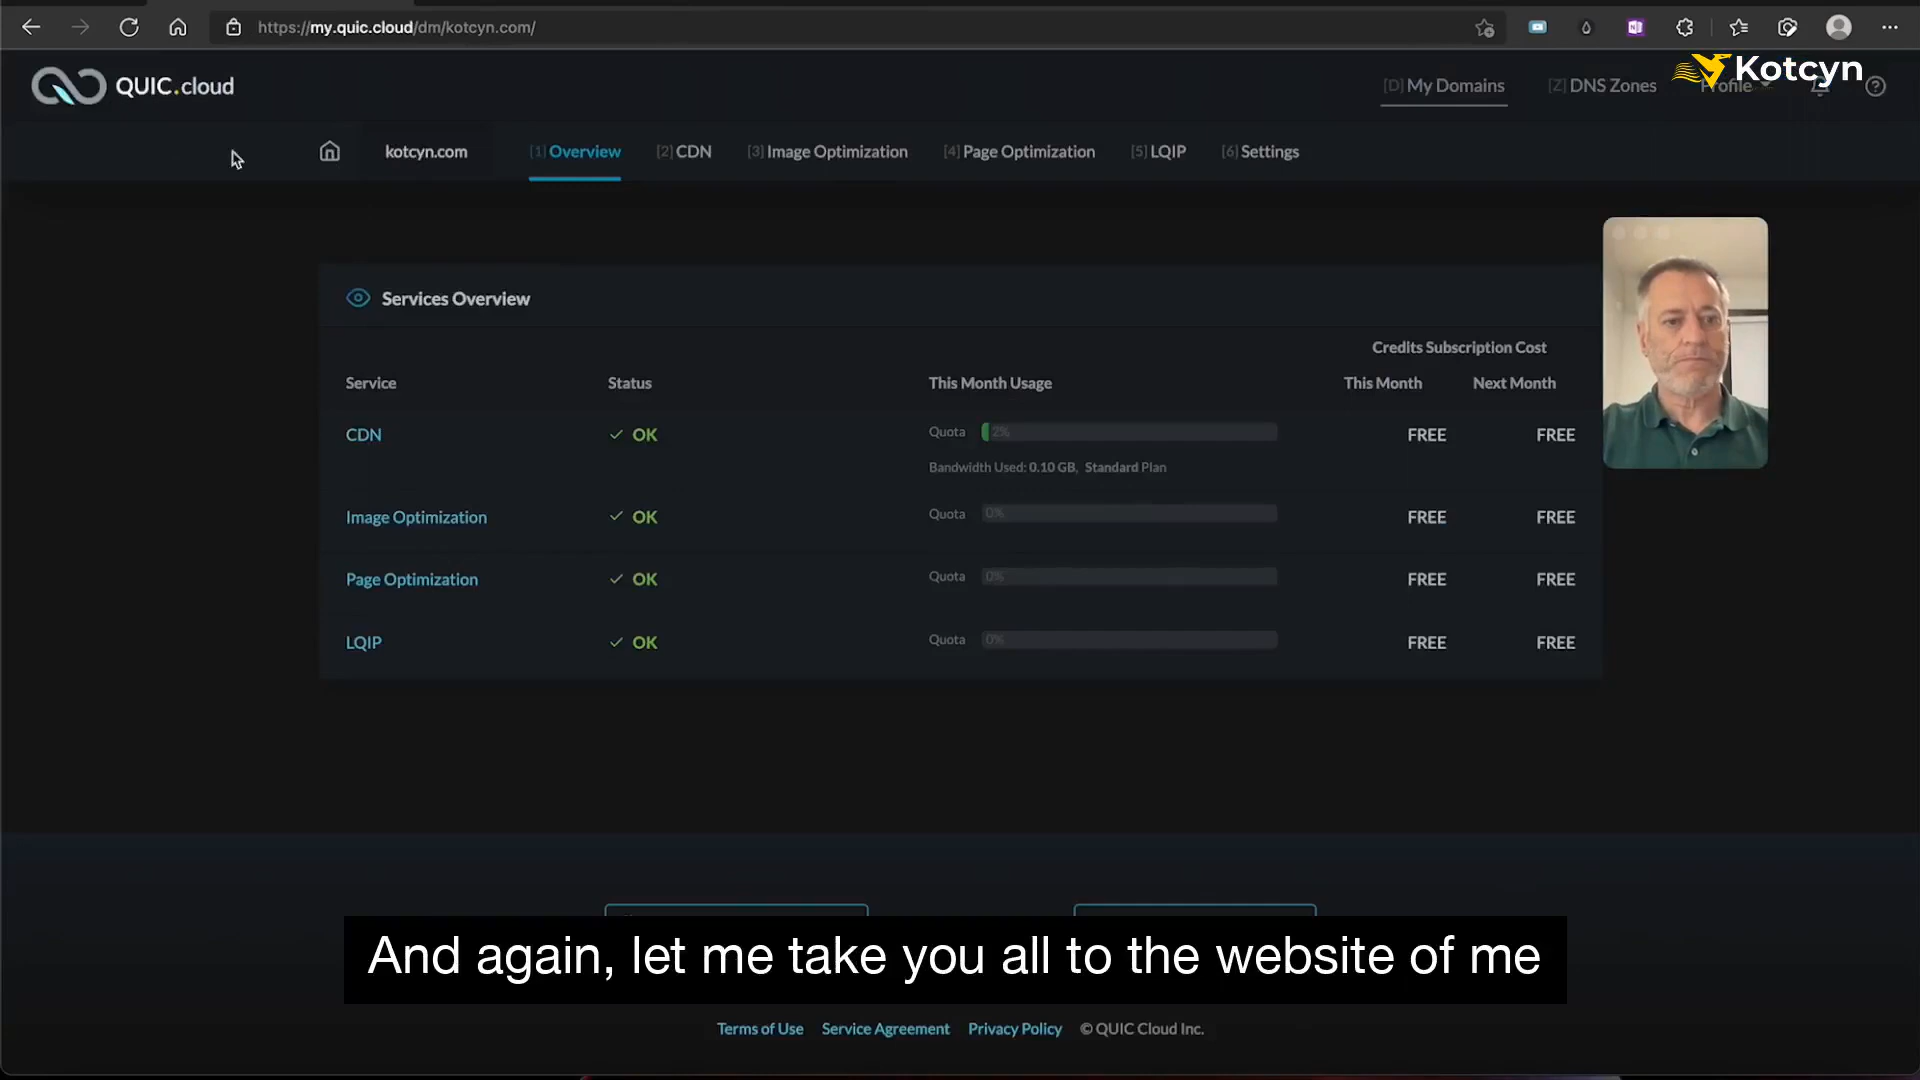 https://my.quic.cloud/dm/kotcyn.com/
QUIC.cloud
[D] My Domains
[Z] DNS Zones
Profile
Kotcyn
kotcyn.com
[1] Overview
[2] CDN
[3] Image Optimization
[4] Page Optimization
[5] LQIP
[6] Settings
Services Overview
Credits Subscription Cost
Service
Status
This Month Usage
This Month
Next Month
CDN
OK
Quota
2%
FREE
FREE
Bandwidth Used: 0.10 GB, Standard Plan
Image Optimization
OK
Quota
0%
FREE
FREE
Page Optimization
OK
Quota
0%
FREE
FREE
LQIP
OK
Quota
0%
FREE
FREE
And again, let me take you all to the website of me
Terms of Use
Service Agreement
Privacy Policy
© QUIC Cloud Inc.